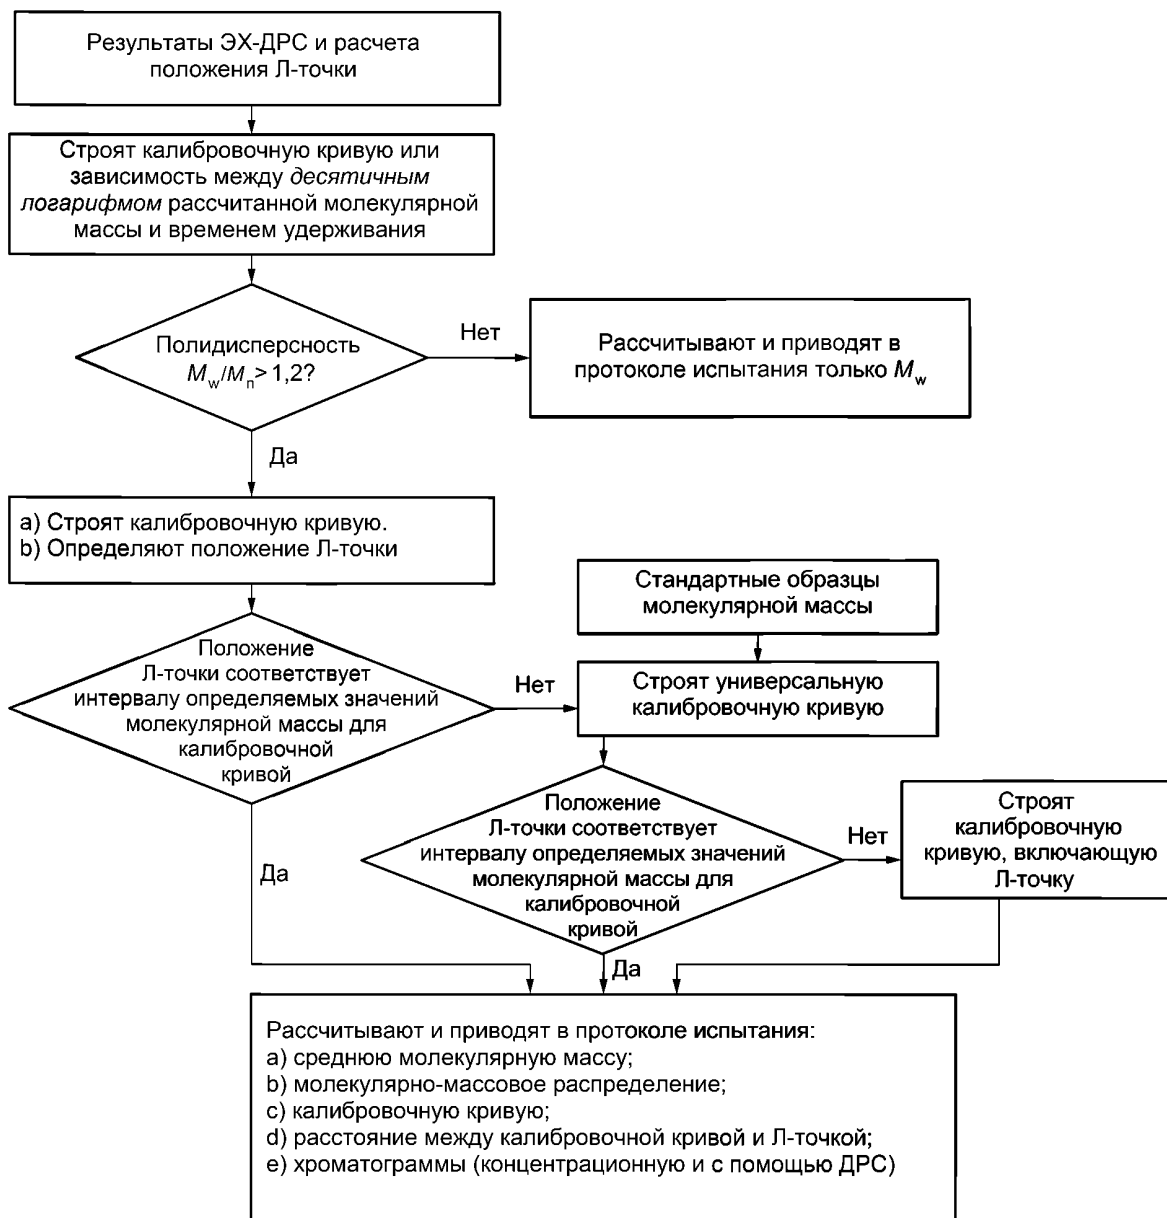 Результаты ЭХ-ДРС и расчета
положения Л-точки
Строят калибровочную кривую или
зависимость между десятичным
логарифмом рассчитанной молекулярной
массы и временем удерживания
Полидисперсность
Mw/Mn> 1,2?
Нет
Рассчитывают и приводят в
протоколе испытания только Mw
Да
a) Строят калибровочную кривую.
b) Определяют положение Л-точки
Стандартные образцы
молекулярной массы
Положение
Л-точки соответствует
интервалу определяемых значений
молекулярной массы для
калибровочной
кривой
Нет
Строят универсальную
калибровочную кривую
Да
Положение
Л-точки соответствует
интервалу определяемых значений
молекулярной массы для
калибровочной
кривой
Нет
Строят
калибровочную
кривую, включающую
Л-точку
Да
Рассчитывают и приводят в протоколе испытания:
a) среднюю молекулярную массу;
b) молекулярно-массовое распределение;
c) калибровочную кривую;
d) расстояние между калибровочной кривой и Л-точкой;
e) хроматограммы (концентрационную и с помощью ДРС)